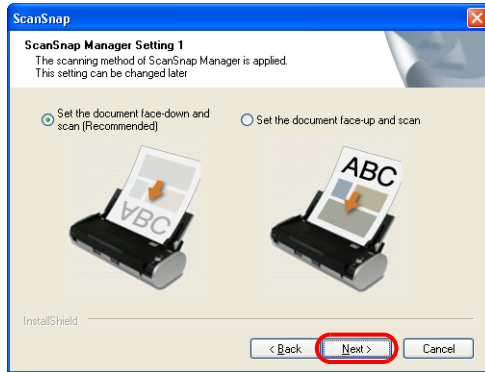 ScanSnap
ScanSnap Manager Setting 1
The scanning method of ScanSnap Manager is applied.
This setting can be changed later
Set the document face-down and
scan (Recommended)
Set the document face-up and scan
ABC
ABC
InstallShield
< Back
Next >
Cancel